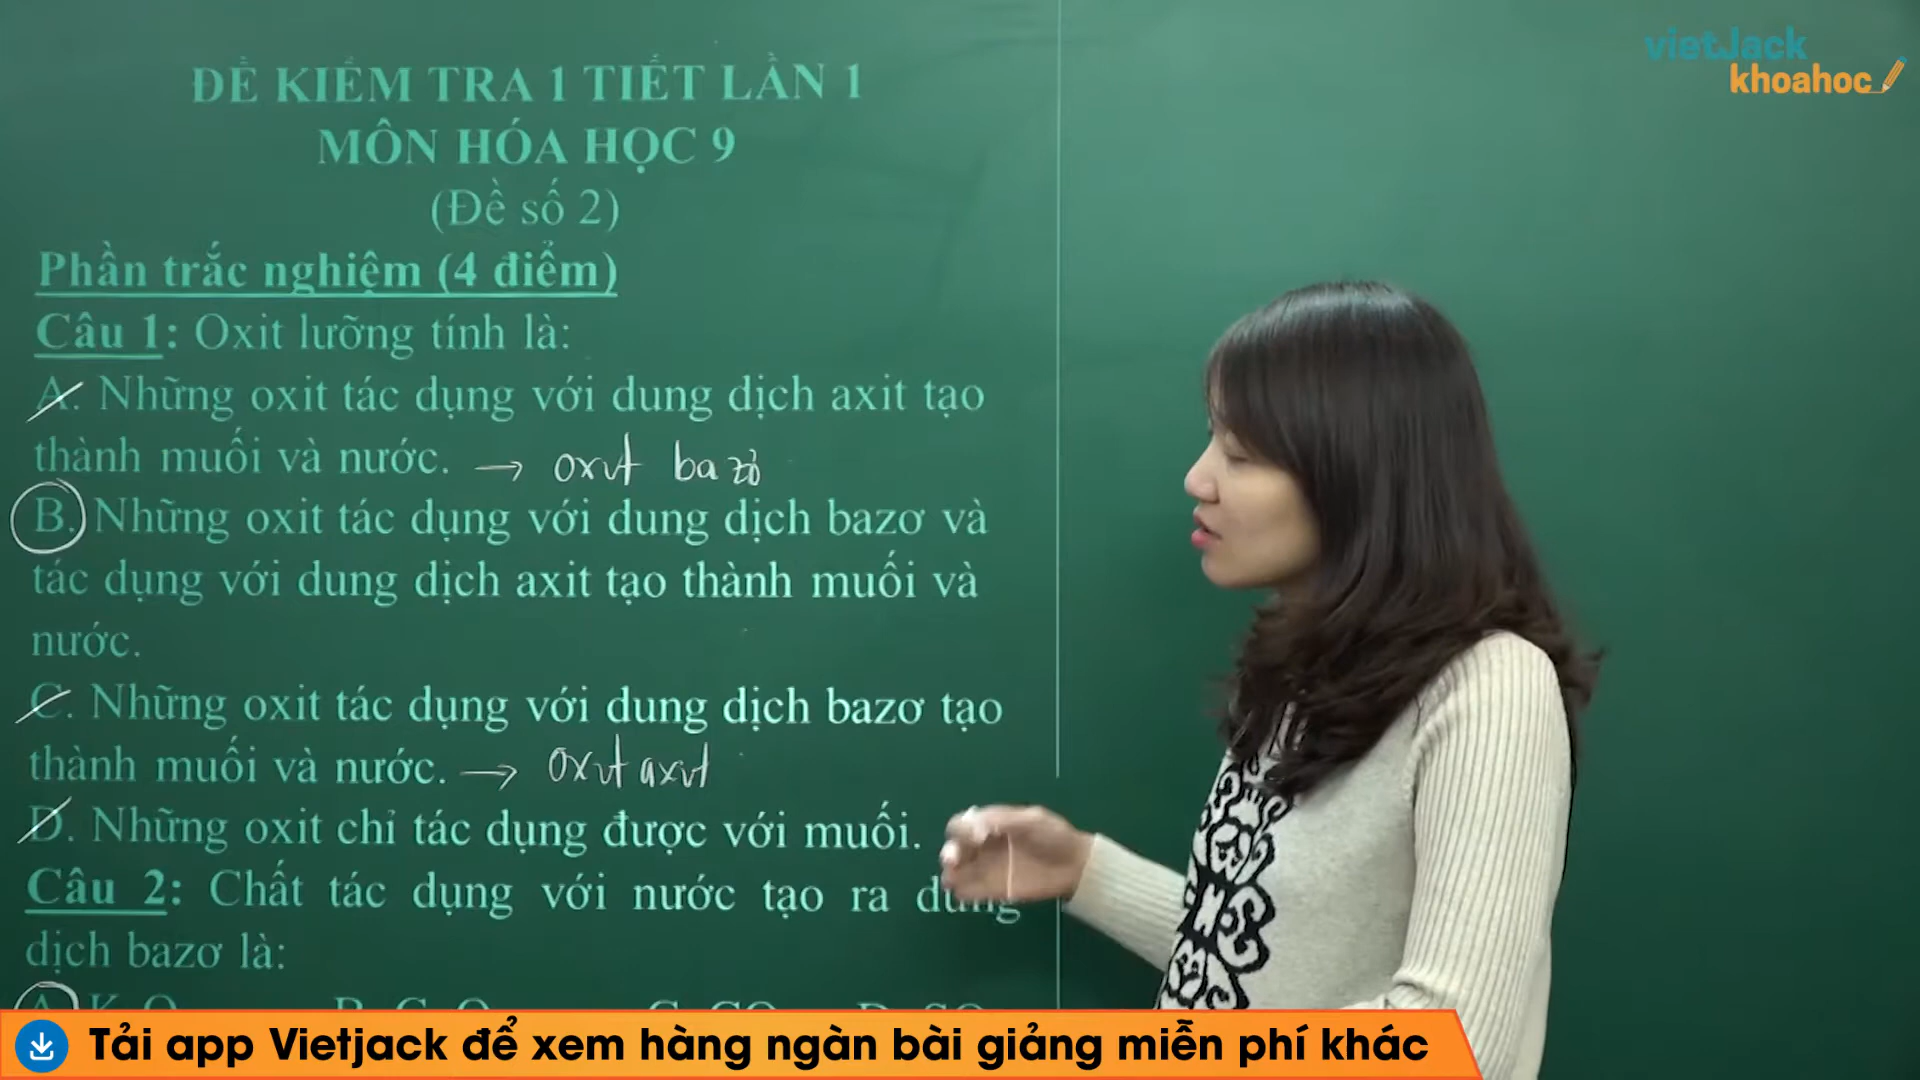 vietJack
khoahoc
ĐỀ KIỂM TRA 1 TIẾT LẦN 1
MÔN HÓA HỌC 9
(Đề số 2)
Phần trắc nghiệm (4 điểm)
Câu 1: Oxit lưỡng tính là:
A. Những oxit tác dụng với dung dịch axit tạo
thành muối và nước. → oxit bazơ
B. Những oxit tác dụng với dung dịch bazơ và
tác dụng với dung dịch axit tạo thành muối và
nước.
C. Những oxit tác dụng với dung dịch bazơ tạo
thành muối và nước. → oxit axit
D. Những oxit chỉ tác dụng được với muối.
Câu 2: Chất tác dụng với nước tạo ra dung
dịch bazơ là:
Tải app Vietjack để xem hàng ngàn bài giảng miễn phí khác